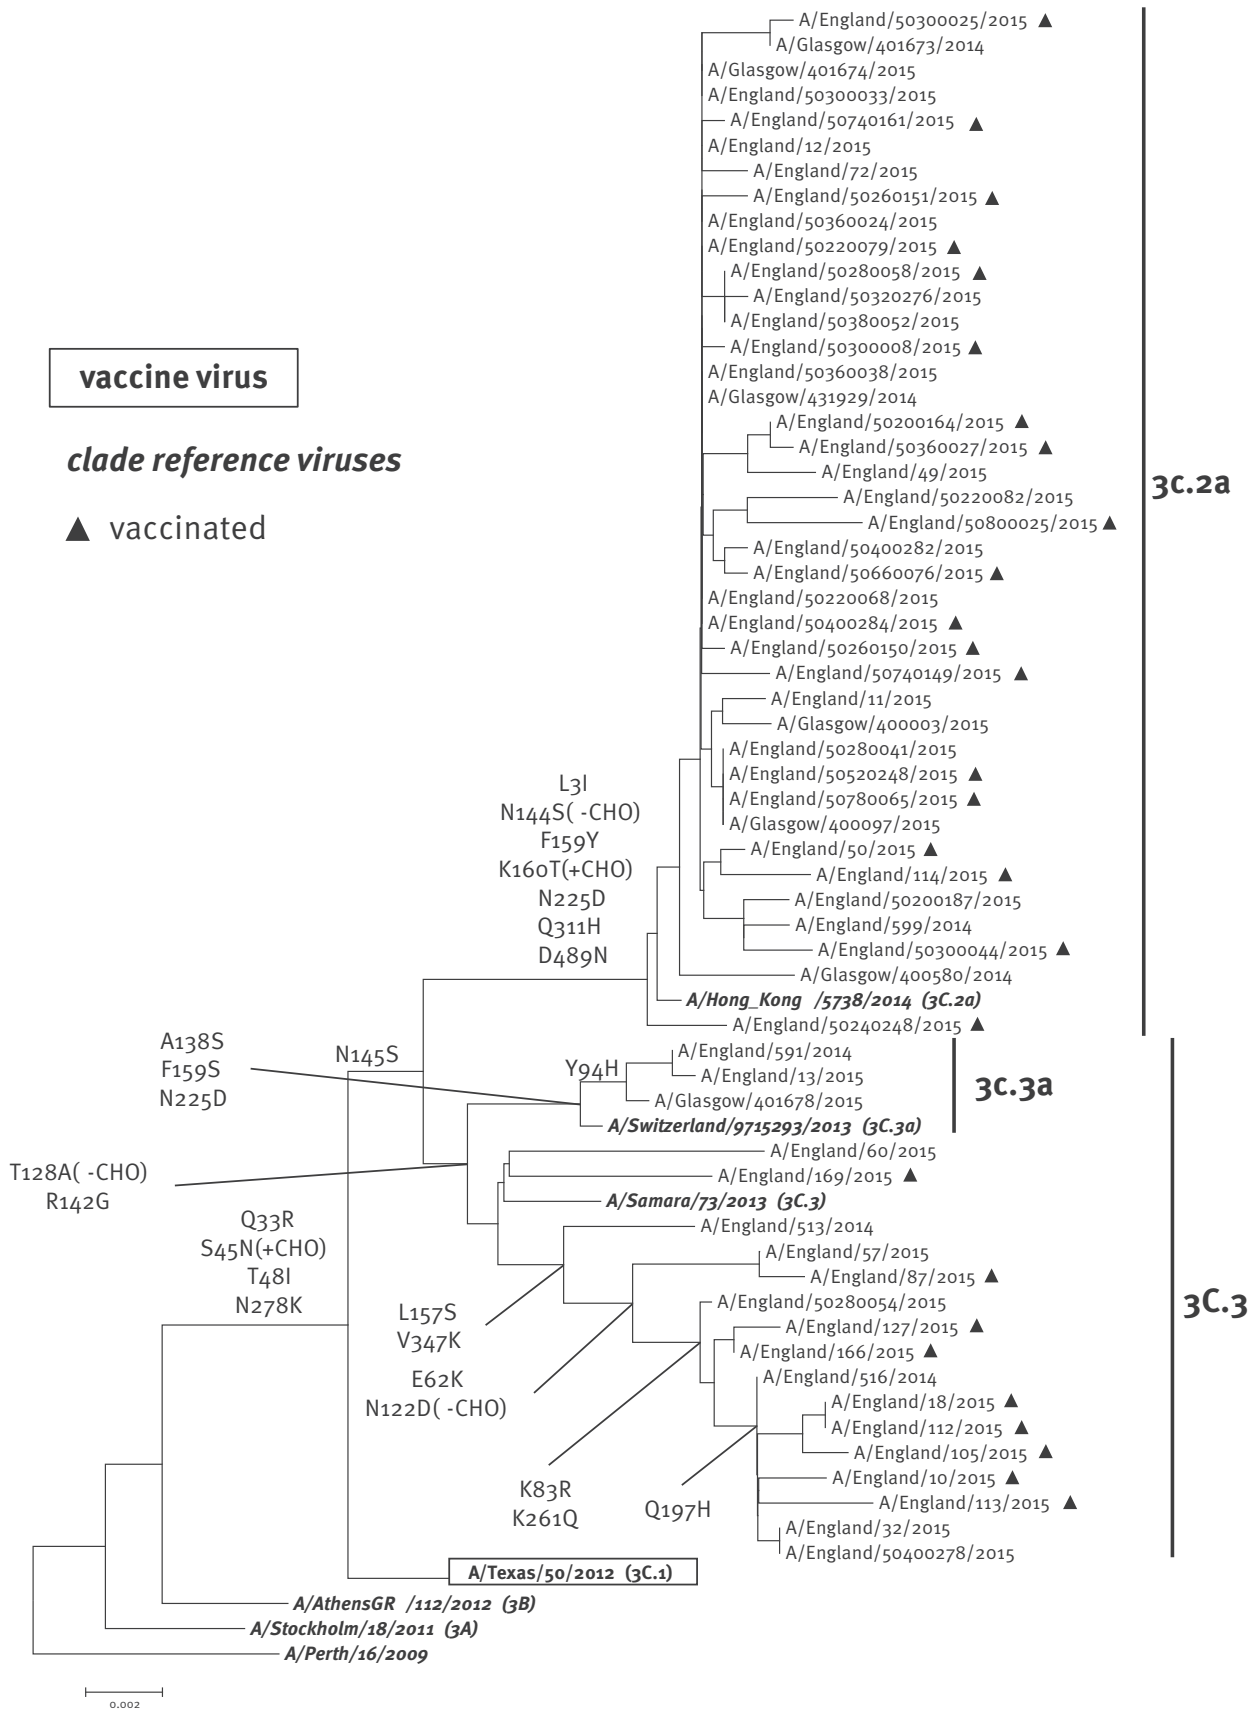 A/England/50300025/2015 ▲
A/Glasgow/401673/2014
A/Glasgow/401674/2015
A/England/50300033/2015
A/England/50740161/2015 ▲
A/England/12/2015
A/England/72/2015
A/England/50260151/2015 ▲
A/England/50360024/2015
A/England/50220079/2015 ▲
A/England/50280058/2015 ▲
A/England/50320276/2015
A/England/50380052/2015
A/England/50300008/2015 ▲
A/England/50360038/2015
A/Glasgow/431929/2014
A/England/50200164/2015 ▲
A/England/50360027/2015 ▲
A/England/49/2015
A/England/50220082/2015
A/England/50800025/2015 ▲
A/England/50400282/2015
A/England/50660076/2015 ▲
A/England/50220068/2015
A/England/50400284/2015 ▲
A/England/50260150/2015 ▲
A/England/50740149/2015 ▲
A/England/11/2015
A/Glasgow/400003/2015
A/England/50280041/2015
A/England/50520248/2015 ▲
A/England/50780065/2015 ▲
A/Glasgow/400097/2015
A/England/50/2015 ▲
A/England/114/2015 ▲
A/England/50200187/2015
A/England/599/2014
A/England/50300044/2015 ▲
A/Glasgow/400580/2014
A/Hong_Kong /5738/2014 (3C.2a)
A/England/50240248/2015 ▲
3c.2a
vaccine virus
clade reference viruses
▲ vaccinated
L3I
N144S( -CHO)
F159Y
K160T(+CHO)
N225D
Q311H
D489N
A138S
F159S
N225D
N145S
Y94H
A/England/591/2014
A/England/13/2015
A/Glasgow/401678/2015
A/Switzerland/9715293/2013 (3C.3a)
3c.3a
T128A( -CHO)
R142G
A/England/60/2015
A/England/169/2015 ▲
A/Samara/73/2013 (3C.3)
A/England/513/2014
A/England/57/2015
A/England/87/2015 ▲
A/England/50280054/2015
A/England/127/2015 ▲
A/England/166/2015 ▲
A/England/516/2014
A/England/18/2015 ▲
A/England/112/2015 ▲
A/England/105/2015 ▲
A/England/10/2015 ▲
A/England/113/2015 ▲
A/England/32/2015
A/England/50400278/2015
3C.3
Q33R
S45N(+CHO)
T48I
N278K
L157S
V347K
E62K
N122D( -CHO)
K83R
K261Q
Q197H
A/Texas/50/2012 (3C.1)
A/AthensGR /112/2012 (3B)
A/Stockholm/18/2011 (3A)
A/Perth/16/2009
0.002